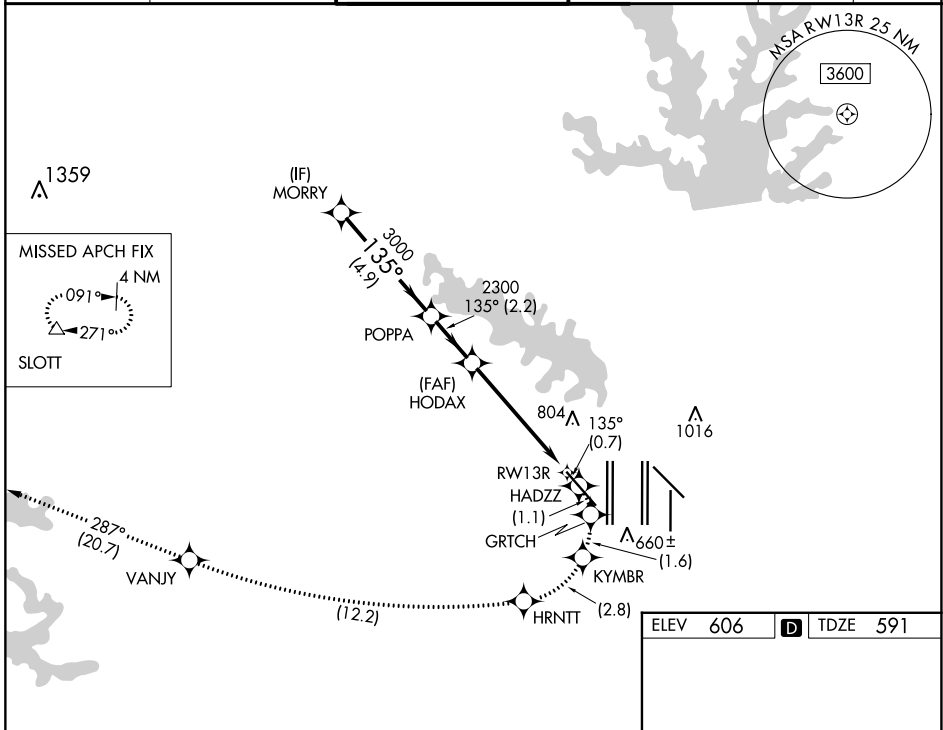 MSA RW13R 25 NM
3600
1359
(IF)
MORRY
3000
135°
(4.9)
MISSED APCH FIX
4 NM
091°
271°
SLOTT
2300
135° (2.2)
POPPA
(FAF)
HODAX
804
135°
(0.7)
1016
RW13R
HADZZ
(1.1)
GRTCH
660±
(1.6)
KYMBR
287°
(20.7)
VANJY
(12.2)
HRNTT
(2.8)
ELEV 606 D TDZE 591